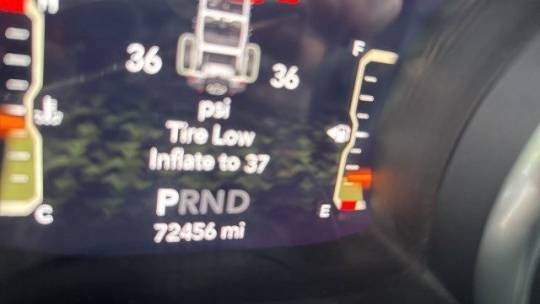 H
F
36 36
psi
Tire Low
Inflate to 37
PRND
C E
72456 mi